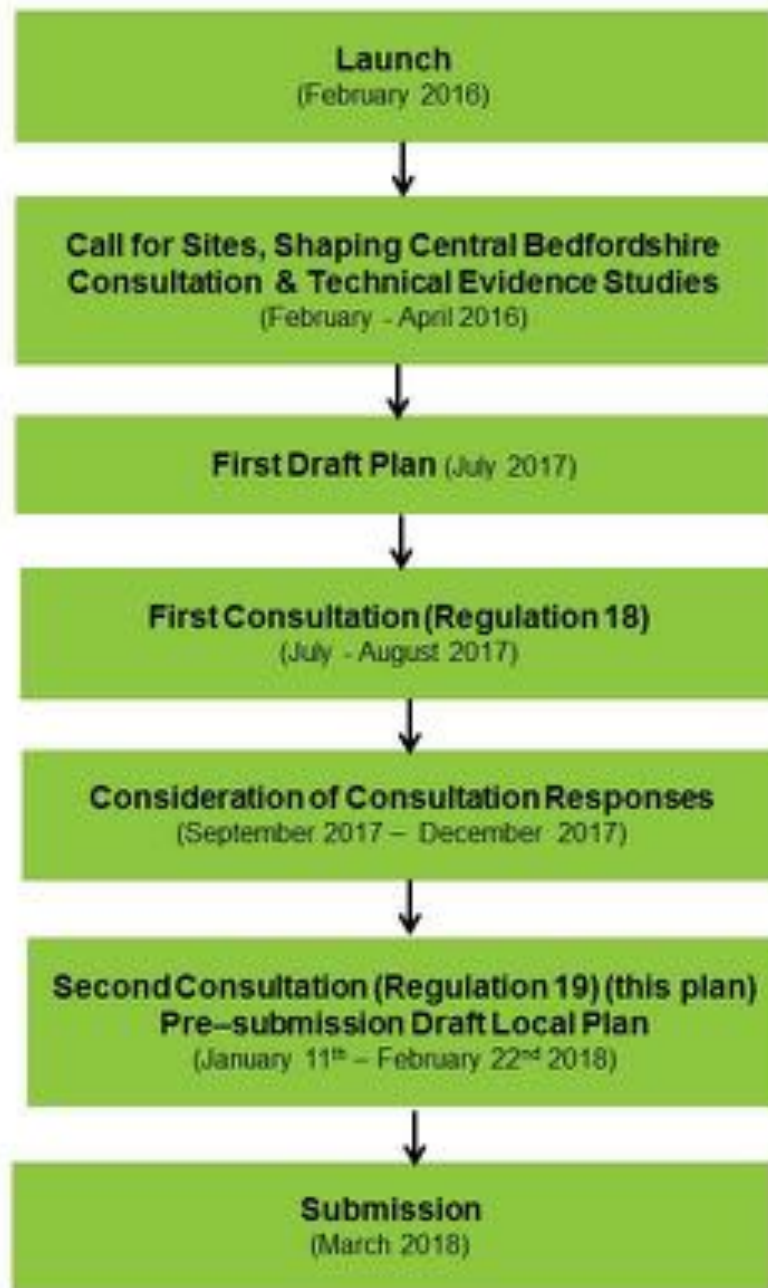 Launch
(February 2016)
Call for Sites, Shaping Central Bedfordshire
Consultation & Technical Evidence Studies
(February - April 2016)
First Draft Plan (July 2017)
First Consultation (Regulation 18)
(July - August 2017)
Consideration of Consultation Responses
(September 2017 – December 2017)
Second Consultation (Regulation 19) (this plan)
Pre–submission Draft Local Plan
(January 11th – February 22nd 2018)
Submission
(March 2018)